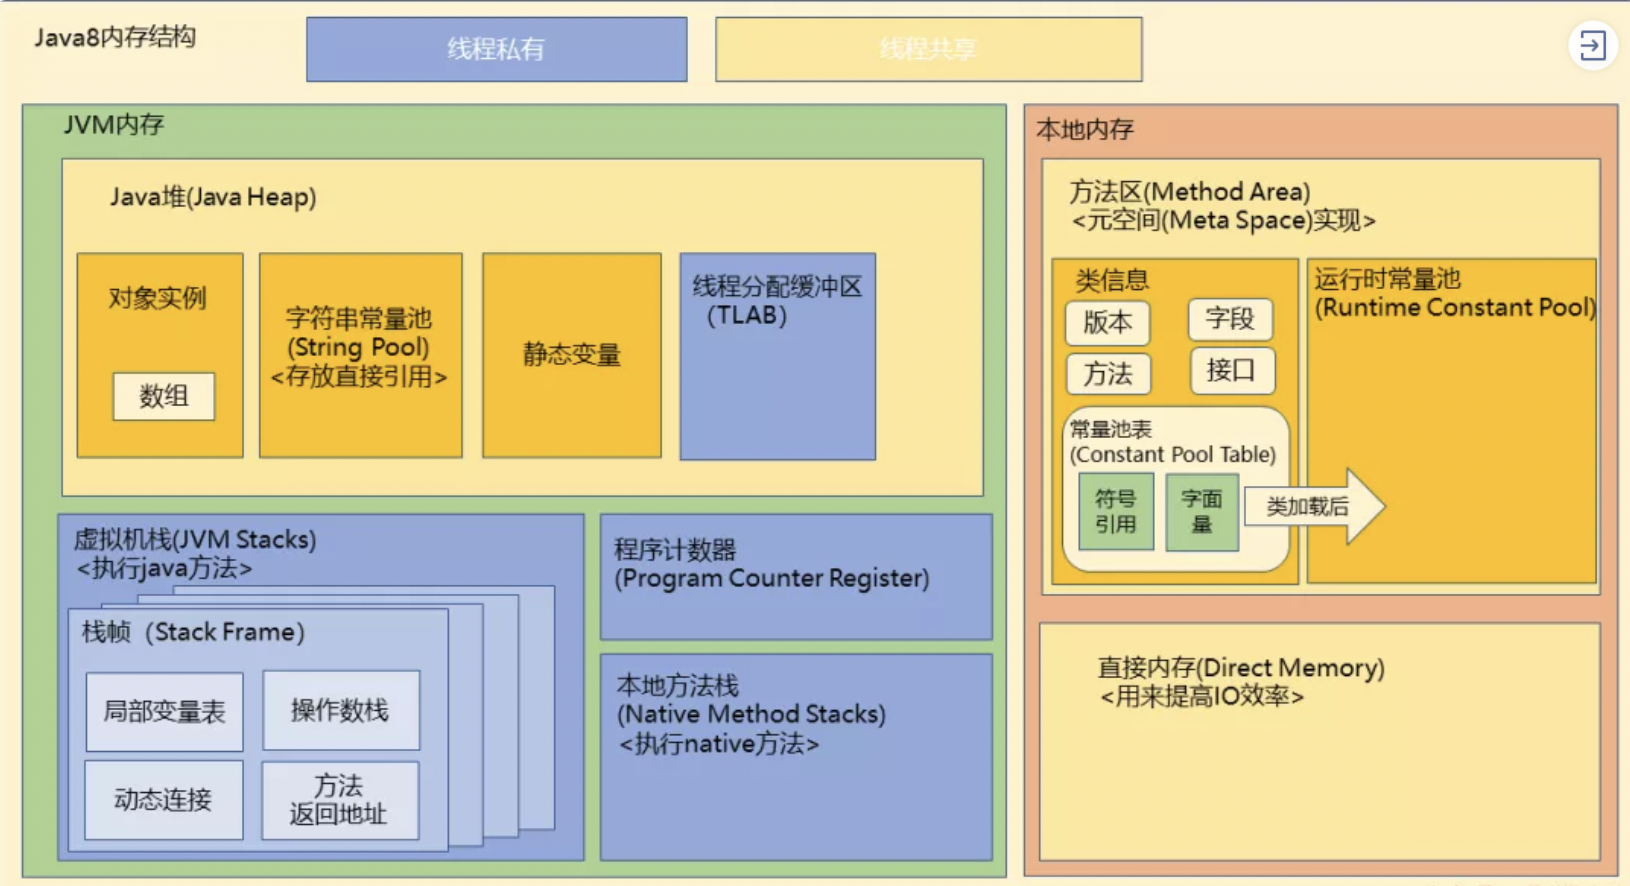 Java8内存结构
线程私有
线程共享
JVM内存
Java堆(Java Heap)
对象实例
数组
字符串常量池
(String Pool)
<存放直接引用>
静态变量
线程分配缓冲区
（TLAB）
虚拟机栈(JVM Stacks)
<执行java方法>
栈帧（Stack Frame）
局部变量表
操作数栈
动态连接
方法
返回地址
程序计数器
(Program Counter Register)
本地方法栈
(Native Method Stacks)
<执行native方法>
本地内存
方法区(Method Area)
<元空间(Meta Space)实现>
类信息
版本
字段
方法
接口
常量池表
(Constant Pool Table)
符号
引用
字面
量
类加载后
运行时常量池
(Runtime Constant Pool)
直接内存(Direct Memory)
<用来提高IO效率>